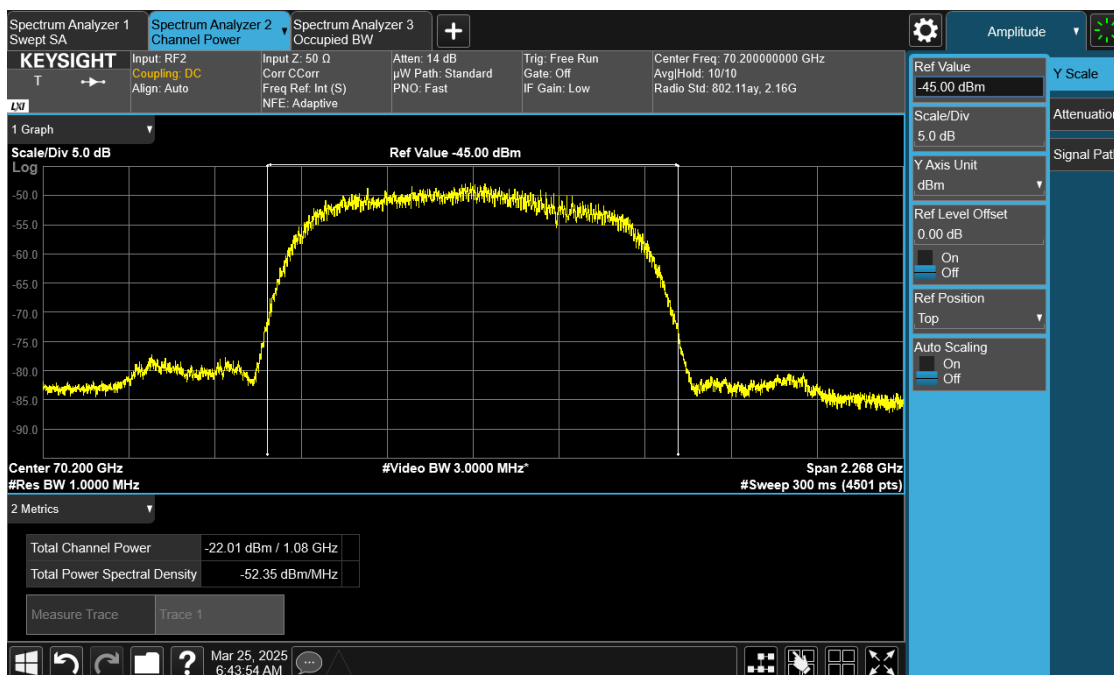 Spectrum Analyzer 1
Swept SA
Spectrum Analyzer 2
Channel Power
Spectrum Analyzer 3
Occupied BW
Amplitude
KEYSIGHT
T
LXI
Input: RF2
Coupling: DC
Align: Auto
Input Z: 50 Ω
Corr CCorr
Freq Ref: Int (S)
NFE: Adaptive
Atten: 14 dB
µW Path: Standard
PNO: Fast
Trig: Free Run
Gate: Off
IF Gain: Low
Center Freq: 70.200000000 GHz
Avg|Hold: 10/10
Radio Std: 802.11ay, 2.16G
1 Graph
Scale/Div 5.0 dB
Ref Value -45.00 dBm
Log
-50.0
-55.0
-60.0
-65.0
-70.0
-75.0
-80.0
-85.0
-90.0
Center 70.200 GHz
#Video BW 3.0000 MHz*
Span 2.268 GHz
#Res BW 1.0000 MHz
#Sweep 300 ms (4501 pts)
2 Metrics
Total Channel Power
-22.01 dBm / 1.08 GHz
Total Power Spectral Density
-52.35 dBm/MHz
Measure Trace
Trace 1
?
Mar 25, 2025
6:43:54 AM
Ref Value
-45.00 dBm
Scale/Div
5.0 dB
Y Axis Unit
dBm
Ref Level Offset
0.00 dB
On
Off
Ref Position
Top
Auto Scaling
On
Off
Y Scale
Attenuation
Signal Pat